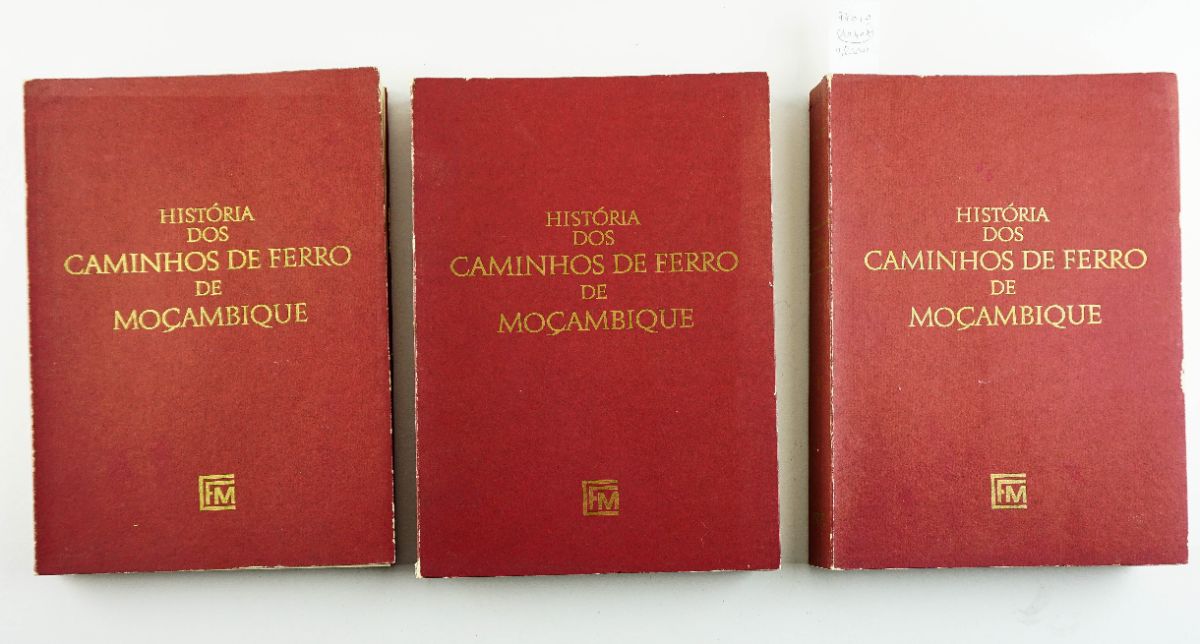 HISTÓRIA
DOS
CAMINHOS DE FERRO
DE
MOÇAMBIQUE
CFM
HISTÓRIA
DOS
CAMINHOS DE FERRO
DE
MOÇAMBIQUE
CFM
HISTÓRIA
DOS
CAMINHOS DE FERRO
DE
MOÇAMBIQUE
CFM